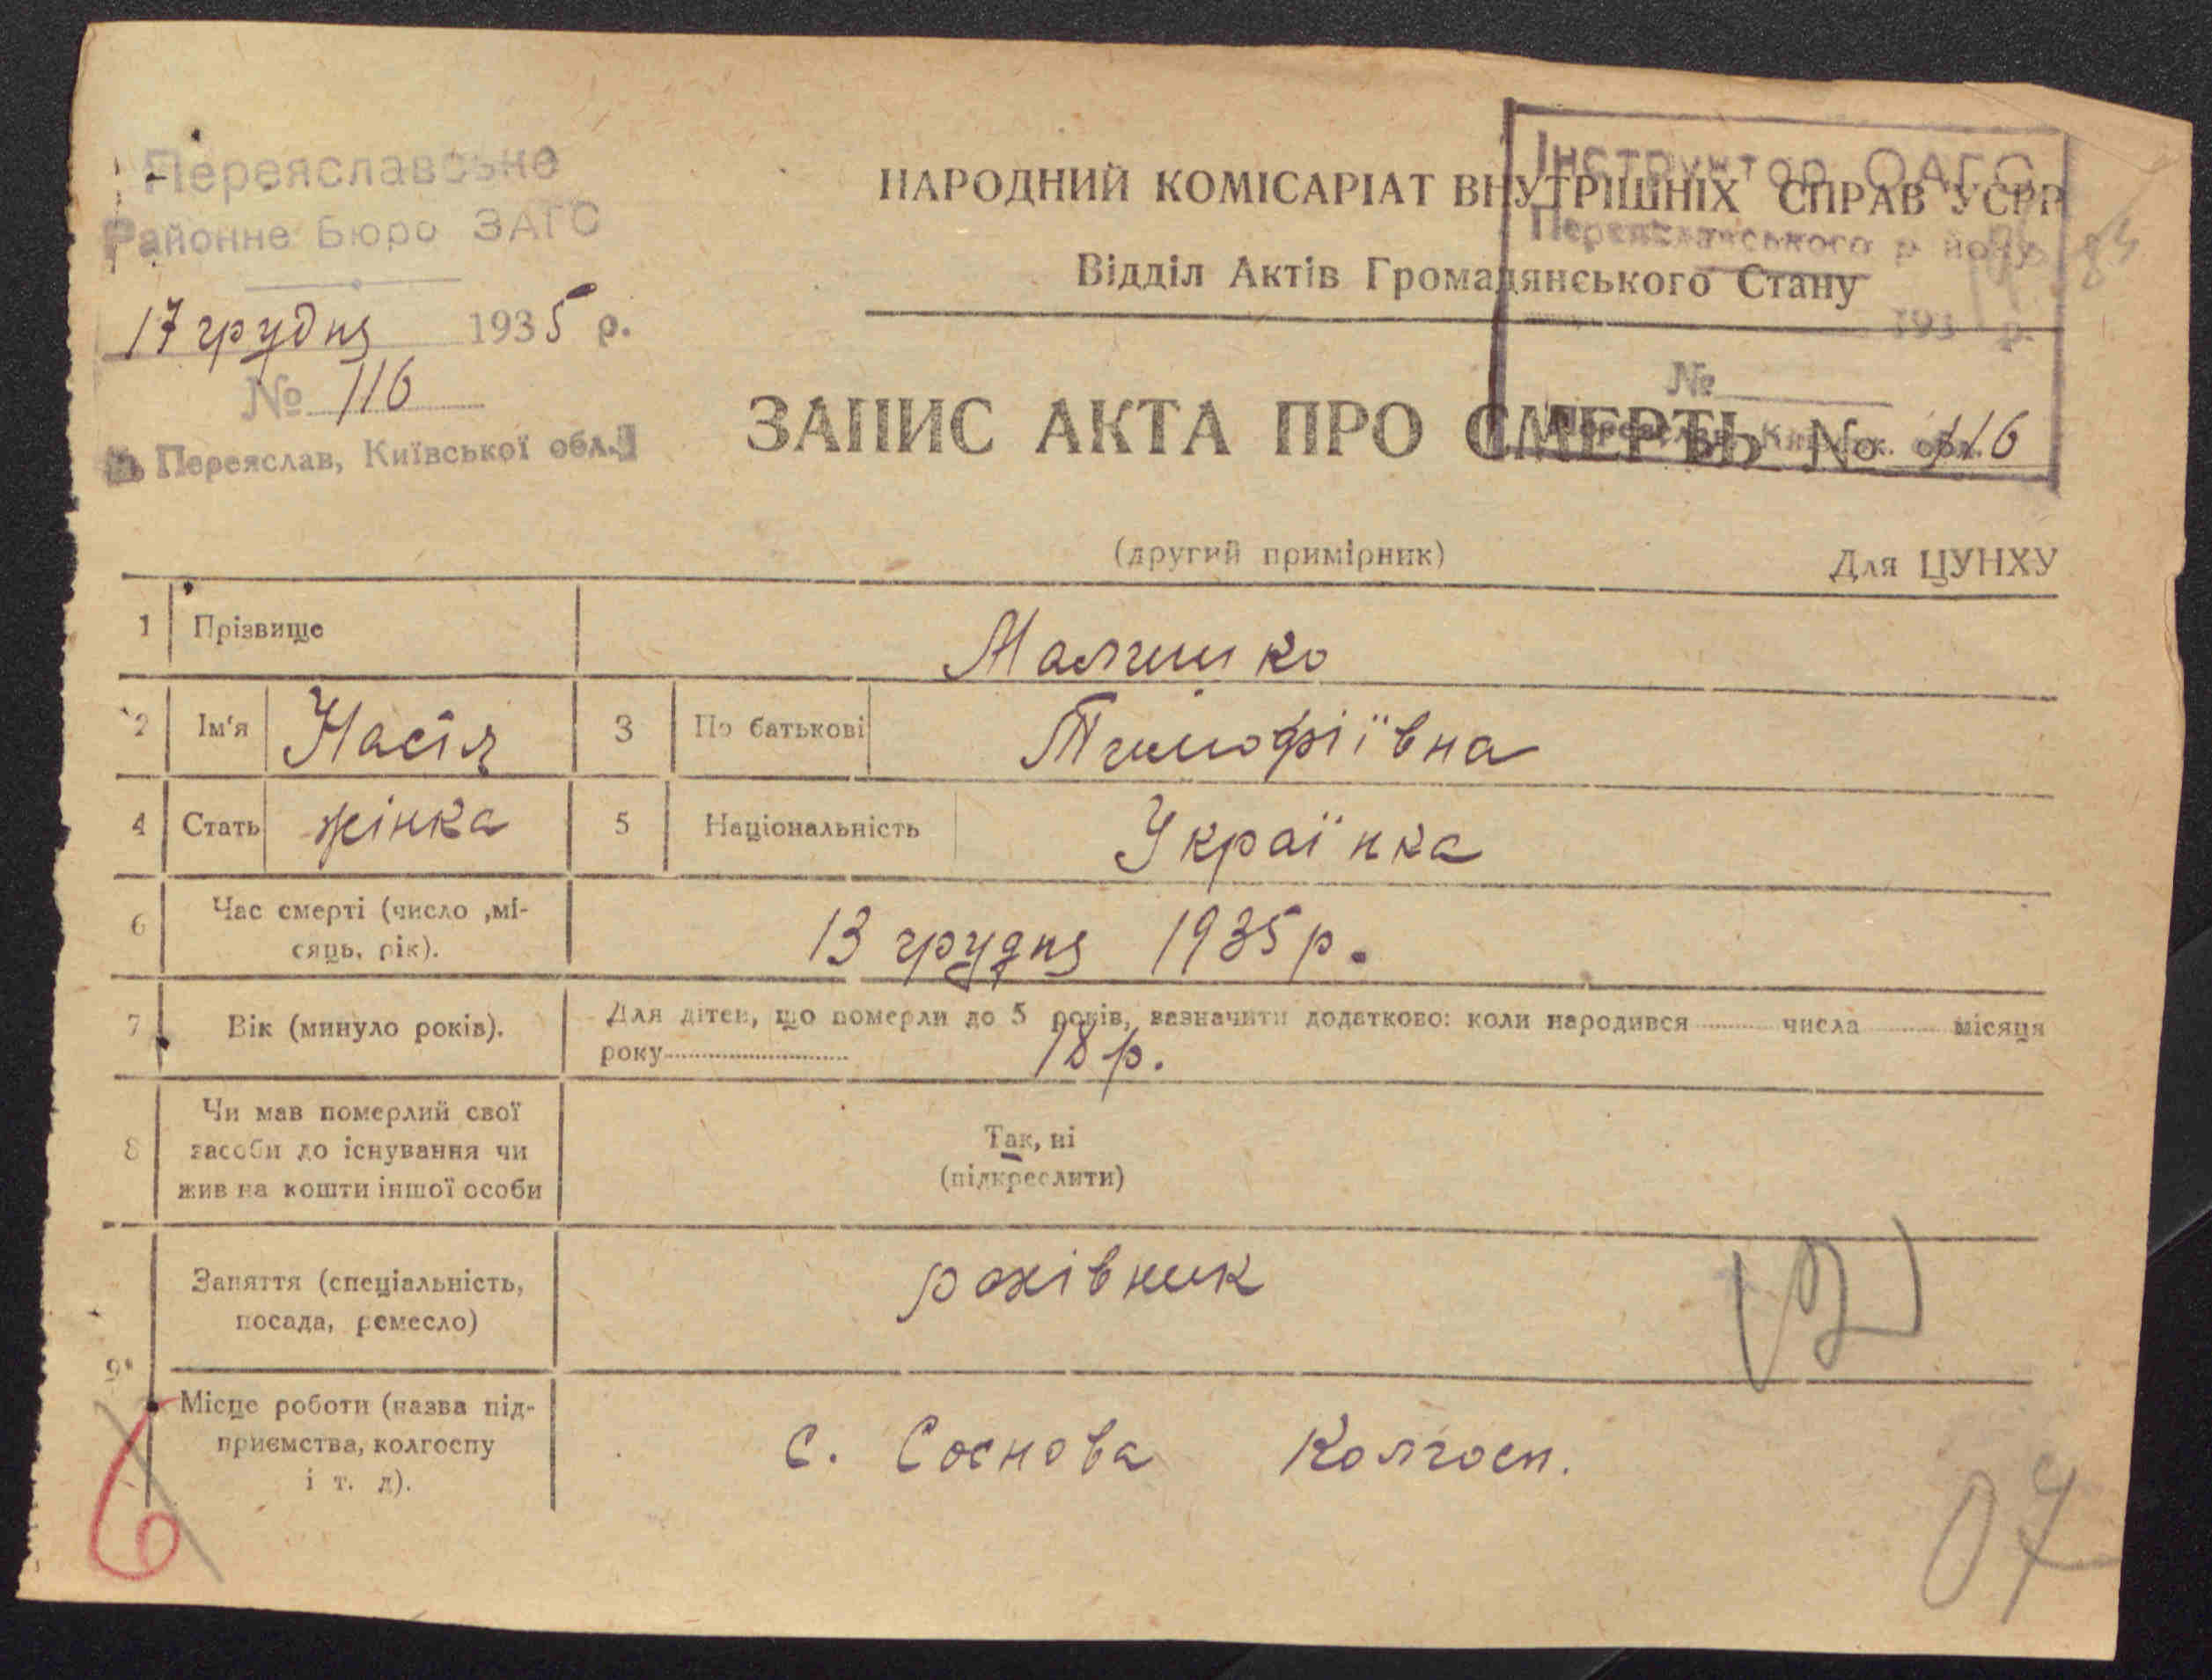 Переяславське
Районне Бюро ЗАГС
17 грудня 1935 р.
№ 116
м. Переяслав, Київської обл.
Інструктор ОАГС
Переяславського району
193 р.
№
НАРОДНИЙ КОМІСАРІАТ ВНУТРІШНІХ СПРАВ УСРР
Відділ Актів Громадянського Стану
ЗАПИС АКТА ПРО СМЕРТЬ № 116
(другий примірник)
Для ЦУНХУ
1 Прізвище Малишко
2 Ім'я Настя 3 По батькові Тимофіївна
4 Стать жінка 5 Національність Українка
6 Час смерті (число ,мі-
сяць, рік). 13 грудня 1935 р.
7 Вік (минуло років). Для дітей, що померли до 5 років, зазначити додатково: коли народився числа місяця
року 18 р.
8 Чи мав померлий свої
засоби до існування чи
жив на кошти іншої особи
Так, ні
(підкреслити)
9 Заняття (спеціальність,
посада, ремесло) рахівник
Місце роботи (назва під-
приємства, колгоспу
і т. д). с. Соснова Колгосп.
6
07